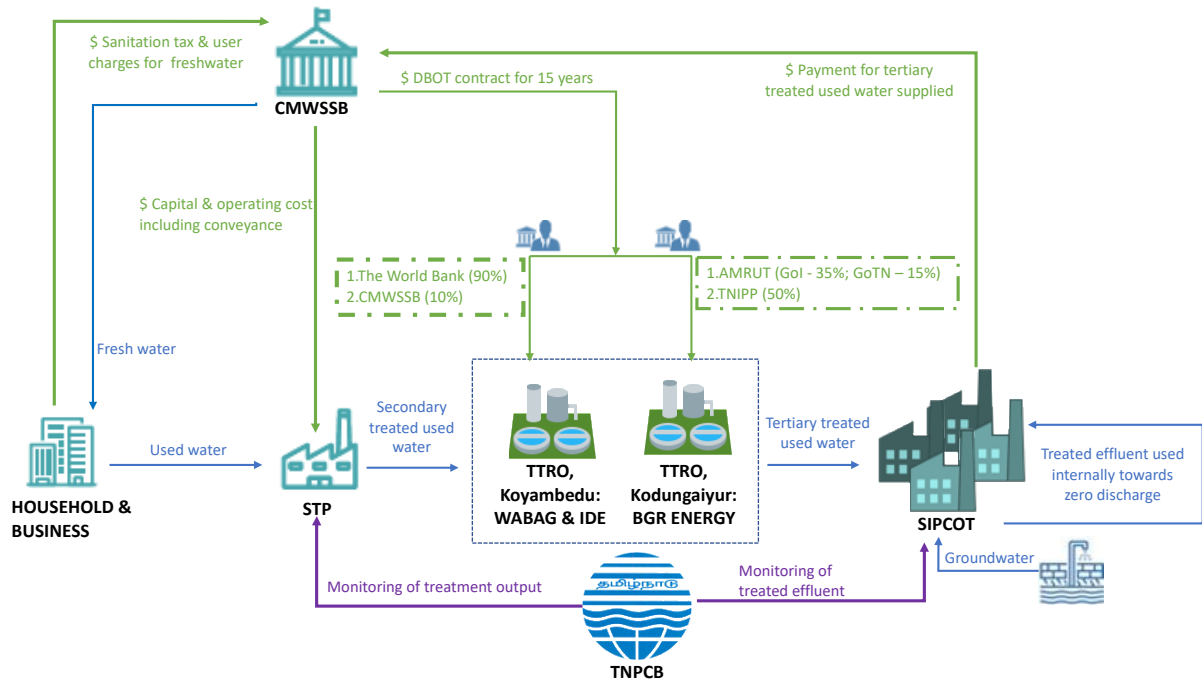 $ Sanitation tax & user
charges for freshwater
CMWSSB
$ DBOT contract for 15 years
$ Payment for tertiary
treated used water supplied
$ Capital & operating cost
including conveyance
1.The World Bank (90%)
2.CMWSSB (10%)
1.AMRUT (GoI - 35%; GoTN – 15%)
2.TNIPP (50%)
Fresh water
Used water
HOUSEHOLD &
BUSINESS
STP
Secondary
treated used
water
TTRO,
Koyambedu:
WABAG & IDE
TTRO,
Kodungaiyur:
BGR ENERGY
Tertiary treated
used water
SIPCOT
Treated effluent used
internally towards
zero discharge
Groundwater
Monitoring of treatment output
தமிழ்நாடு
Monitoring of
treated effluent
TNPCB